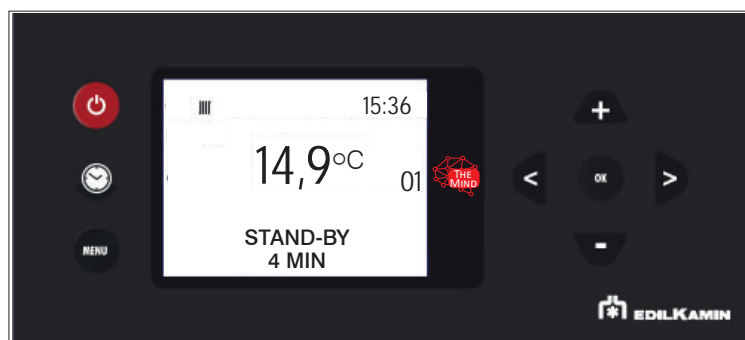 15:36
14,9°C
01
THE
MIND
STAND-BY
4 MIN
MENU
+
< OK >
-
EDILKAMIN